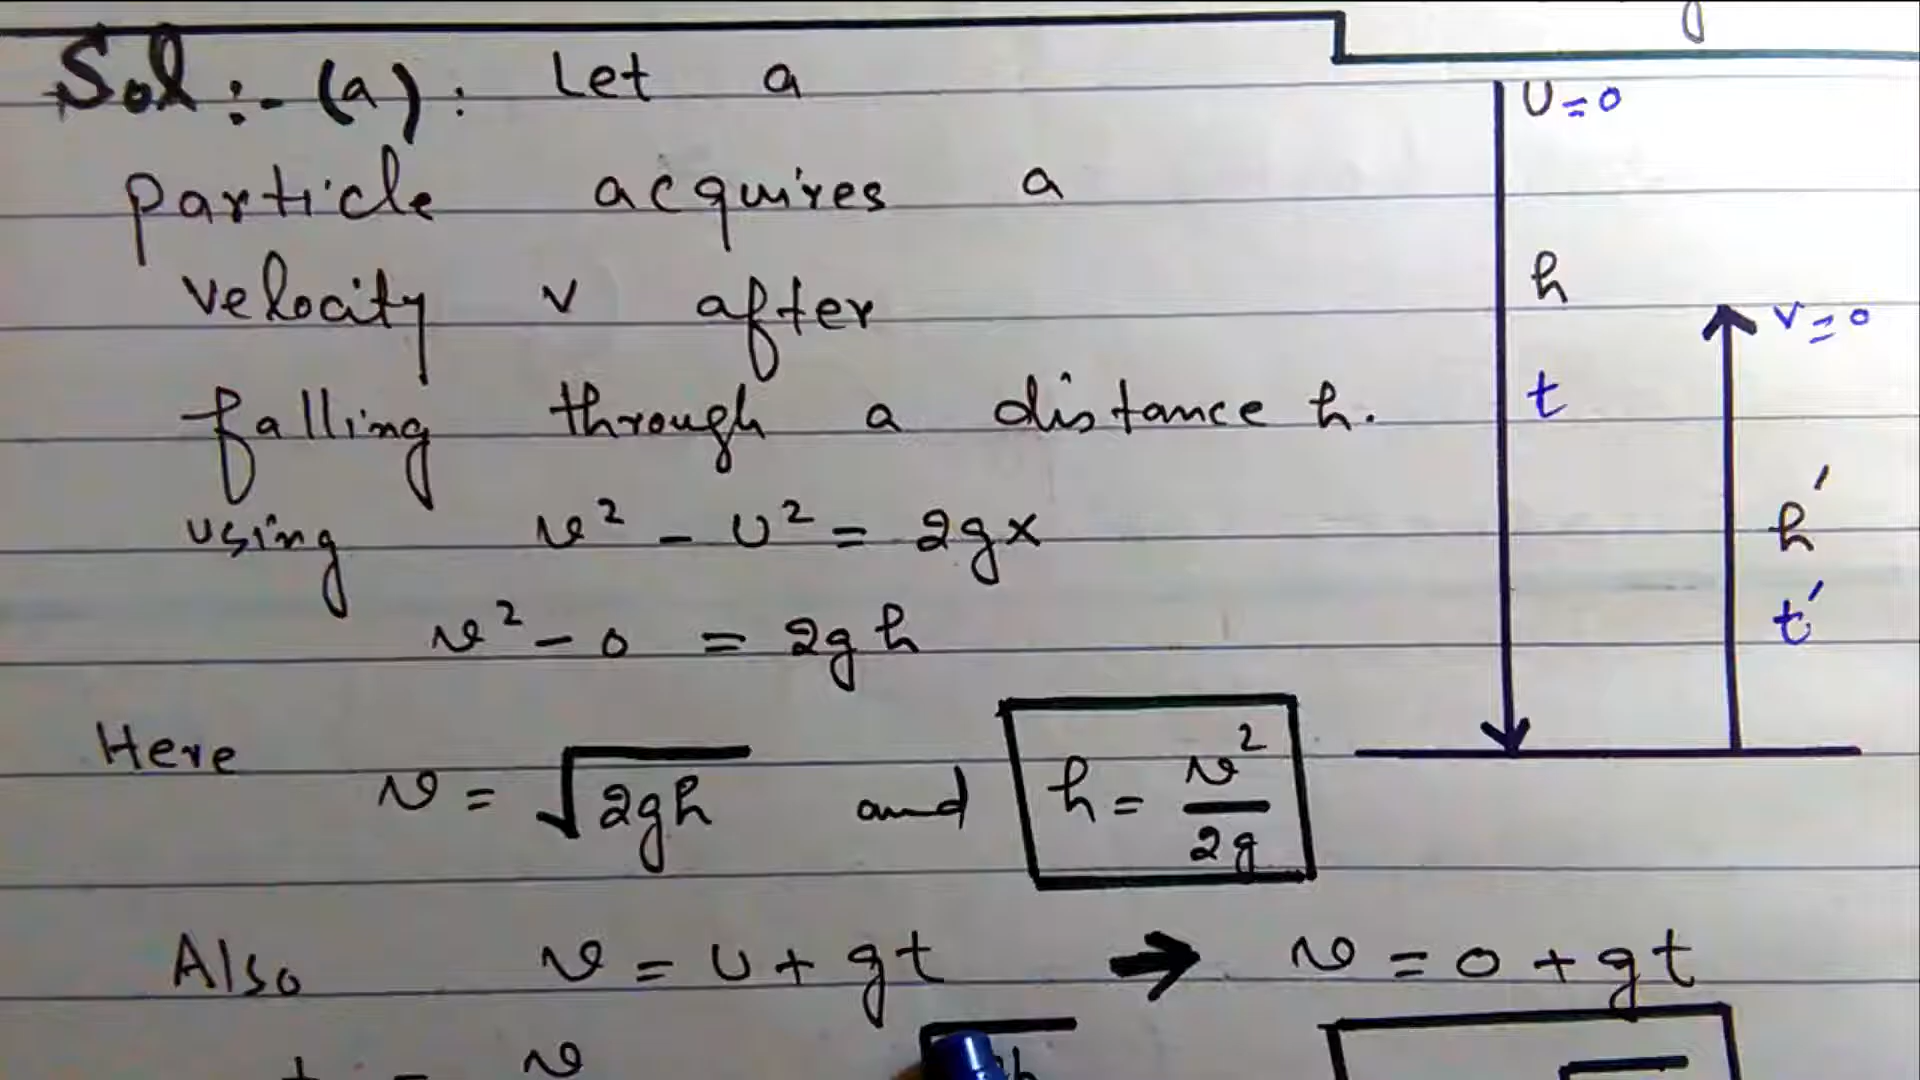 Sol :- (a) : Let a
particle acquires a
velocity v after
falling through a distance h.
using v² - u² = 2gx
v² - 0 = 2gh
Here v = √2gh and h = v²/2g
Also v = u + gt → v = 0 + gt
t = v
U=0
h
t
v=0
h'
t'